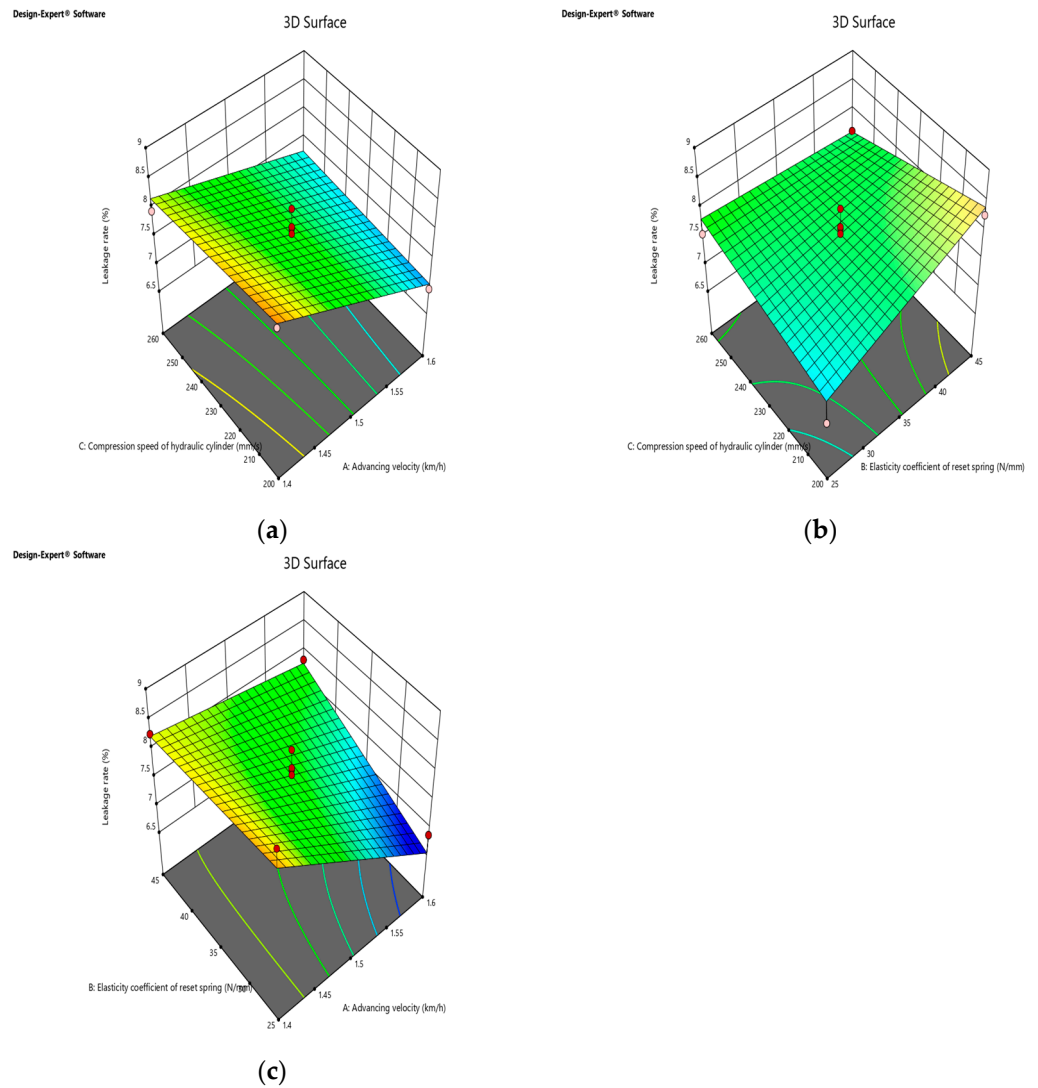 Design-Expert® Software
3D Surface
9
8.5
8
7.5
7
6.5
Leakage rate (%)
260
250
240
230
220
210
200
C: Compression speed of hydraulic cylinder (mm/s)
1.6
1.55
1.5
1.45
1.4
A: Advancing velocity (km/h)
(a)
Design-Expert® Software
3D Surface
9
8.5
8
7.5
7
6.5
Leakage rate (%)
260
250
240
230
220
210
200
C: Compression speed of hydraulic cylinder (mm/s)
45
40
35
30
25
B: Elasticity coefficient of reset spring (N/mm)
(b)
Design-Expert® Software
3D Surface
9
8.5
8
7.5
7
6.5
Leakage rate (%)
45
40
35
25
B: Elasticity coefficient of reset spring (N/mm)
1.6
1.55
1.5
1.45
1.4
A: Advancing velocity (km/h)
(c)